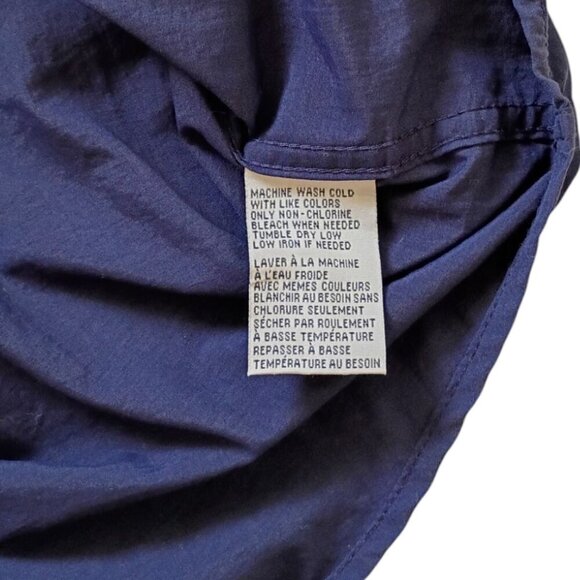 MACHINE WASH COLD
WITH LIKE COLORS
ONLY NON-CHLORINE
BLEACH WHEN NEEDED
TUMBLE DRY LOW
LOW IRON IF NEEDED
LAVER À LA MACHINE
À L'EAU FROIDE
AVEC MEMES COULEURS
BLANCHIR AU BESOIN SANS
CHLORURE SEULEMENT
SÉCHER PAR ROULEMENT
À BASSE TEMPÉRATURE
REPASSER À BASSE
TEMPÉRATURE AU BESOIN